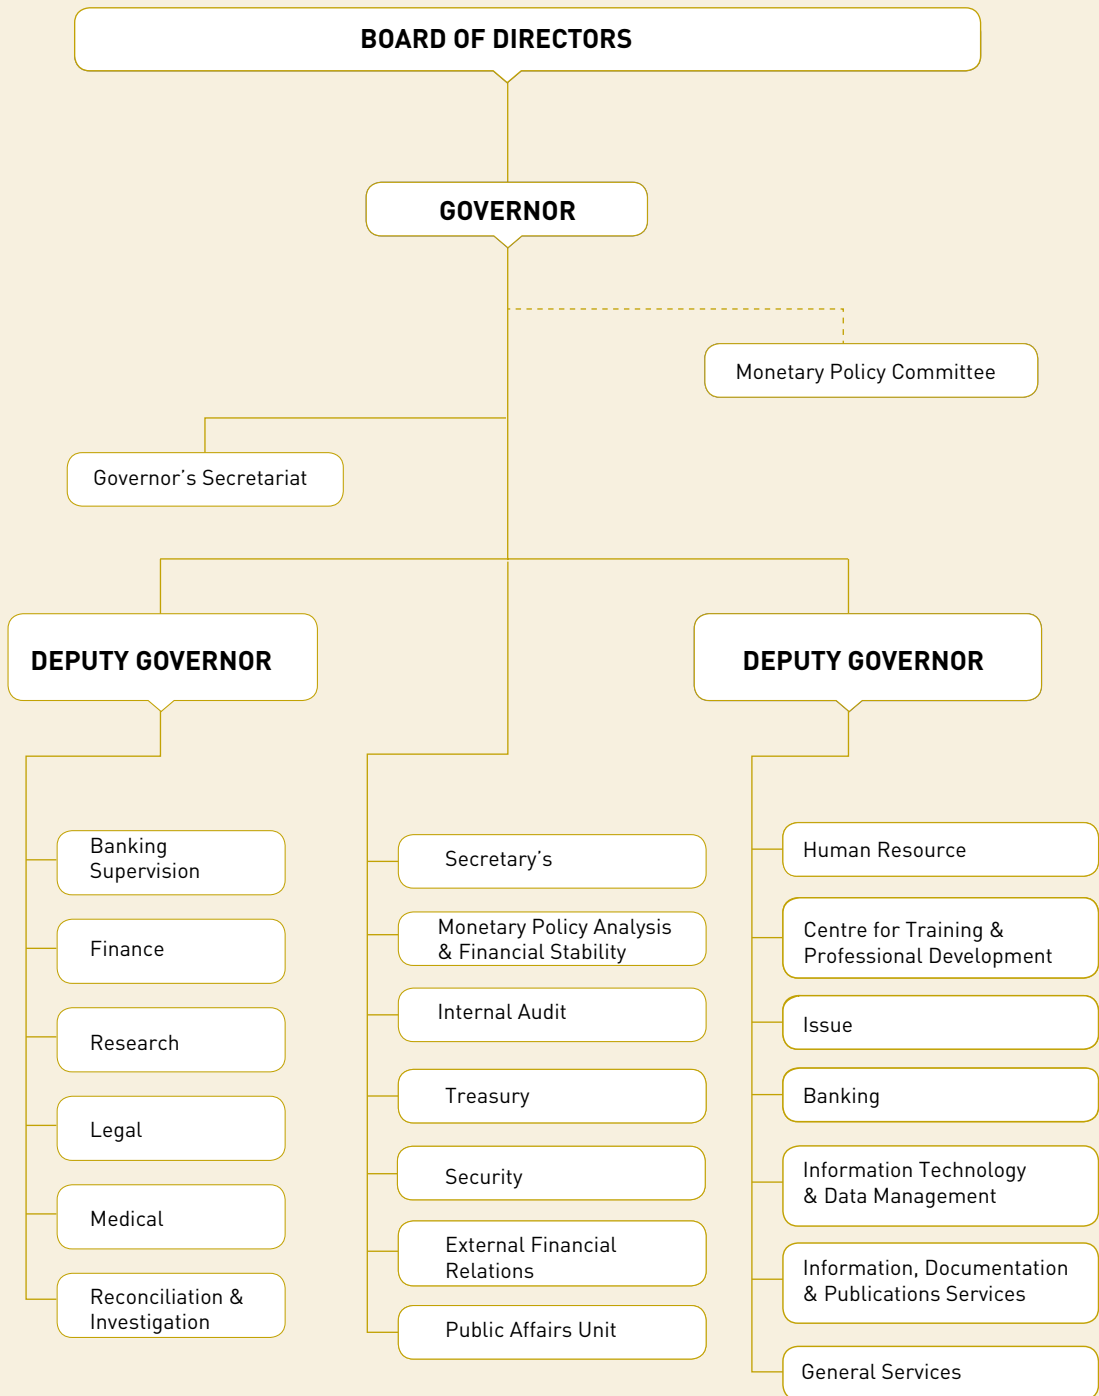 BOARD OF DIRECTORS
GOVERNOR
Monetary Policy Committee
Governor’s Secretariat
DEPUTY GOVERNOR
DEPUTY GOVERNOR
Banking
Supervision
Finance
Research
Legal
Medical
Reconciliation &
Investigation
Secretary’s
Monetary Policy Analysis
& Financial Stability
Internal Audit
Treasury
Security
External Financial
Relations
Public Affairs Unit
Human Resource
Centre for Training &
Professional Development
Issue
Banking
Information Technology
& Data Management
Information, Documentation
& Publications Services
General Services